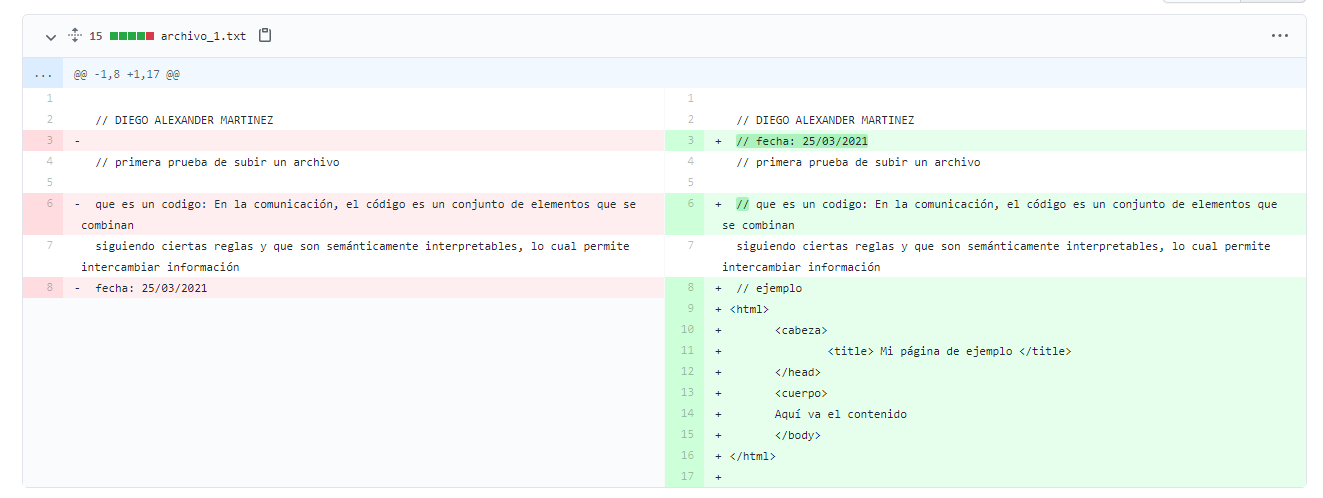 15 archivo_1.txt
... @@ -1,8 +1,17 @@
1
2 // DIEGO ALEXANDER MARTINEZ
3 -
4 // primera prueba de subir un archivo
5
6 - que es un codigo: En la comunicación, el código es un conjunto de elementos que se
combinan
7 siguiendo ciertas reglas y que son semánticamente interpretables, lo cual permite
intercambiar información
8 - fecha: 25/03/2021
1
2 // DIEGO ALEXANDER MARTINEZ
3 + // fecha: 25/03/2021
4 // primera prueba de subir un archivo
5
6 + // que es un codigo: En la comunicación, el código es un conjunto de elementos que
se combinan
7 siguiendo ciertas reglas y que son semánticamente interpretables, lo cual permite
intercambiar información
8 + // ejemplo
9 + <html>
10 + <cabeza>
11 + <title> Mi página de ejemplo </title>
12 + </head>
13 + <cuerpo>
14 + Aquí va el contenido
15 + </body>
16 + </html>
17 +